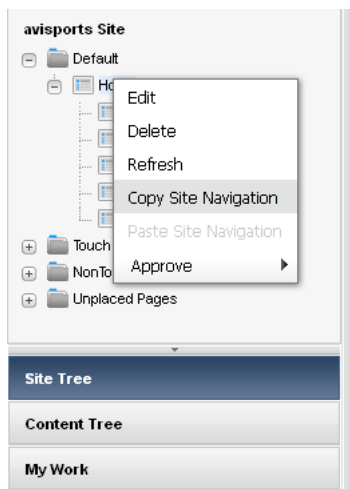 avisports Site
Default
Edit
Delete
Refresh
Copy Site Navigation
Paste Site Navigation
Approve
Touch
Unplaced Pages
Site Tree
Content Tree
My Work